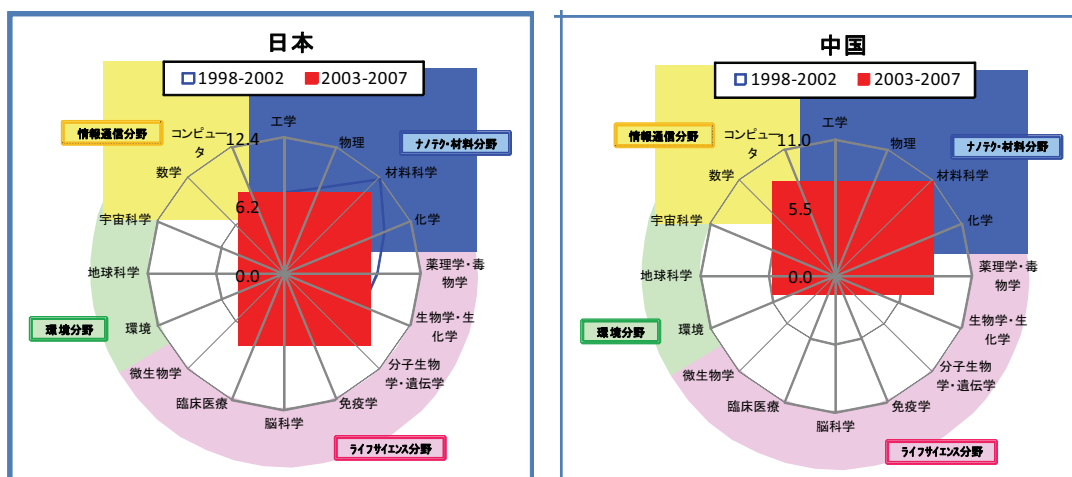 日本
1998-2002 2003-2007
情報通信分野
ナノテク・材料分野
環境分野
ライフサイエンス分野
工学
物理
材料科学
化学
薬理学・毒
物学
生物学・生
化学
分子生物
学・遺伝学
免疫学
脳科学
臨床医療
微生物学
環境
地球科学
宇宙科学
数学
コンピュー
タ
12.4
6.2
0.0
中国
1998-2002 2003-2007
情報通信分野
ナノテク・材料分野
環境分野
ライフサイエンス分野
工学
物理
材料科学
化学
薬理学・毒
物学
生物学・生
化学
分子生物
学・遺伝学
免疫学
脳科学
臨床医療
微生物学
環境
地球科学
宇宙科学
数学
コンピュー
タ
11.0
5.5
0.0